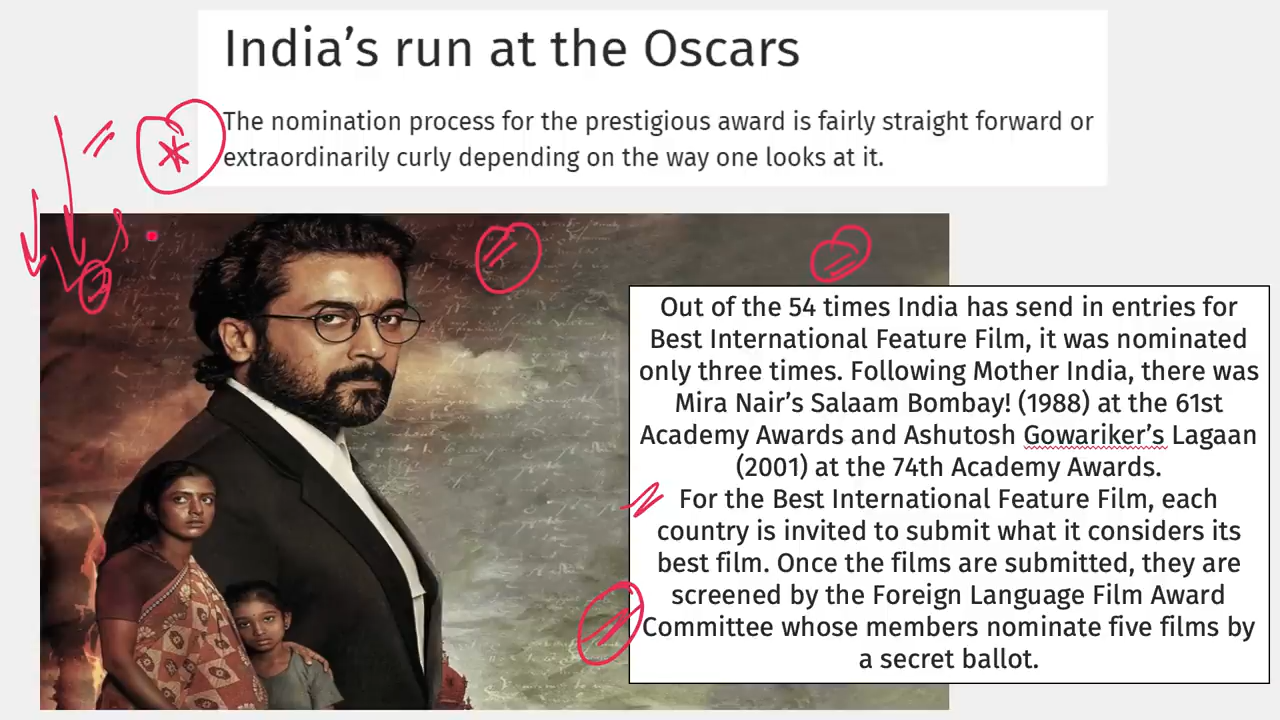 India’s run at the Oscars
The nomination process for the prestigious award is fairly straight forward or
extraordinarily curly depending on the way one looks at it.
Out of the 54 times India has send in entries for
Best International Feature Film, it was nominated
only three times. Following Mother India, there was
Mira Nair’s Salaam Bombay! (1988) at the 61st
Academy Awards and Ashutosh Gowariker’s Lagaan
(2001) at the 74th Academy Awards.
For the Best International Feature Film, each
country is invited to submit what it considers its
best film. Once the films are submitted, they are
screened by the Foreign Language Film Award
Committee whose members nominate five films by
a secret ballot.